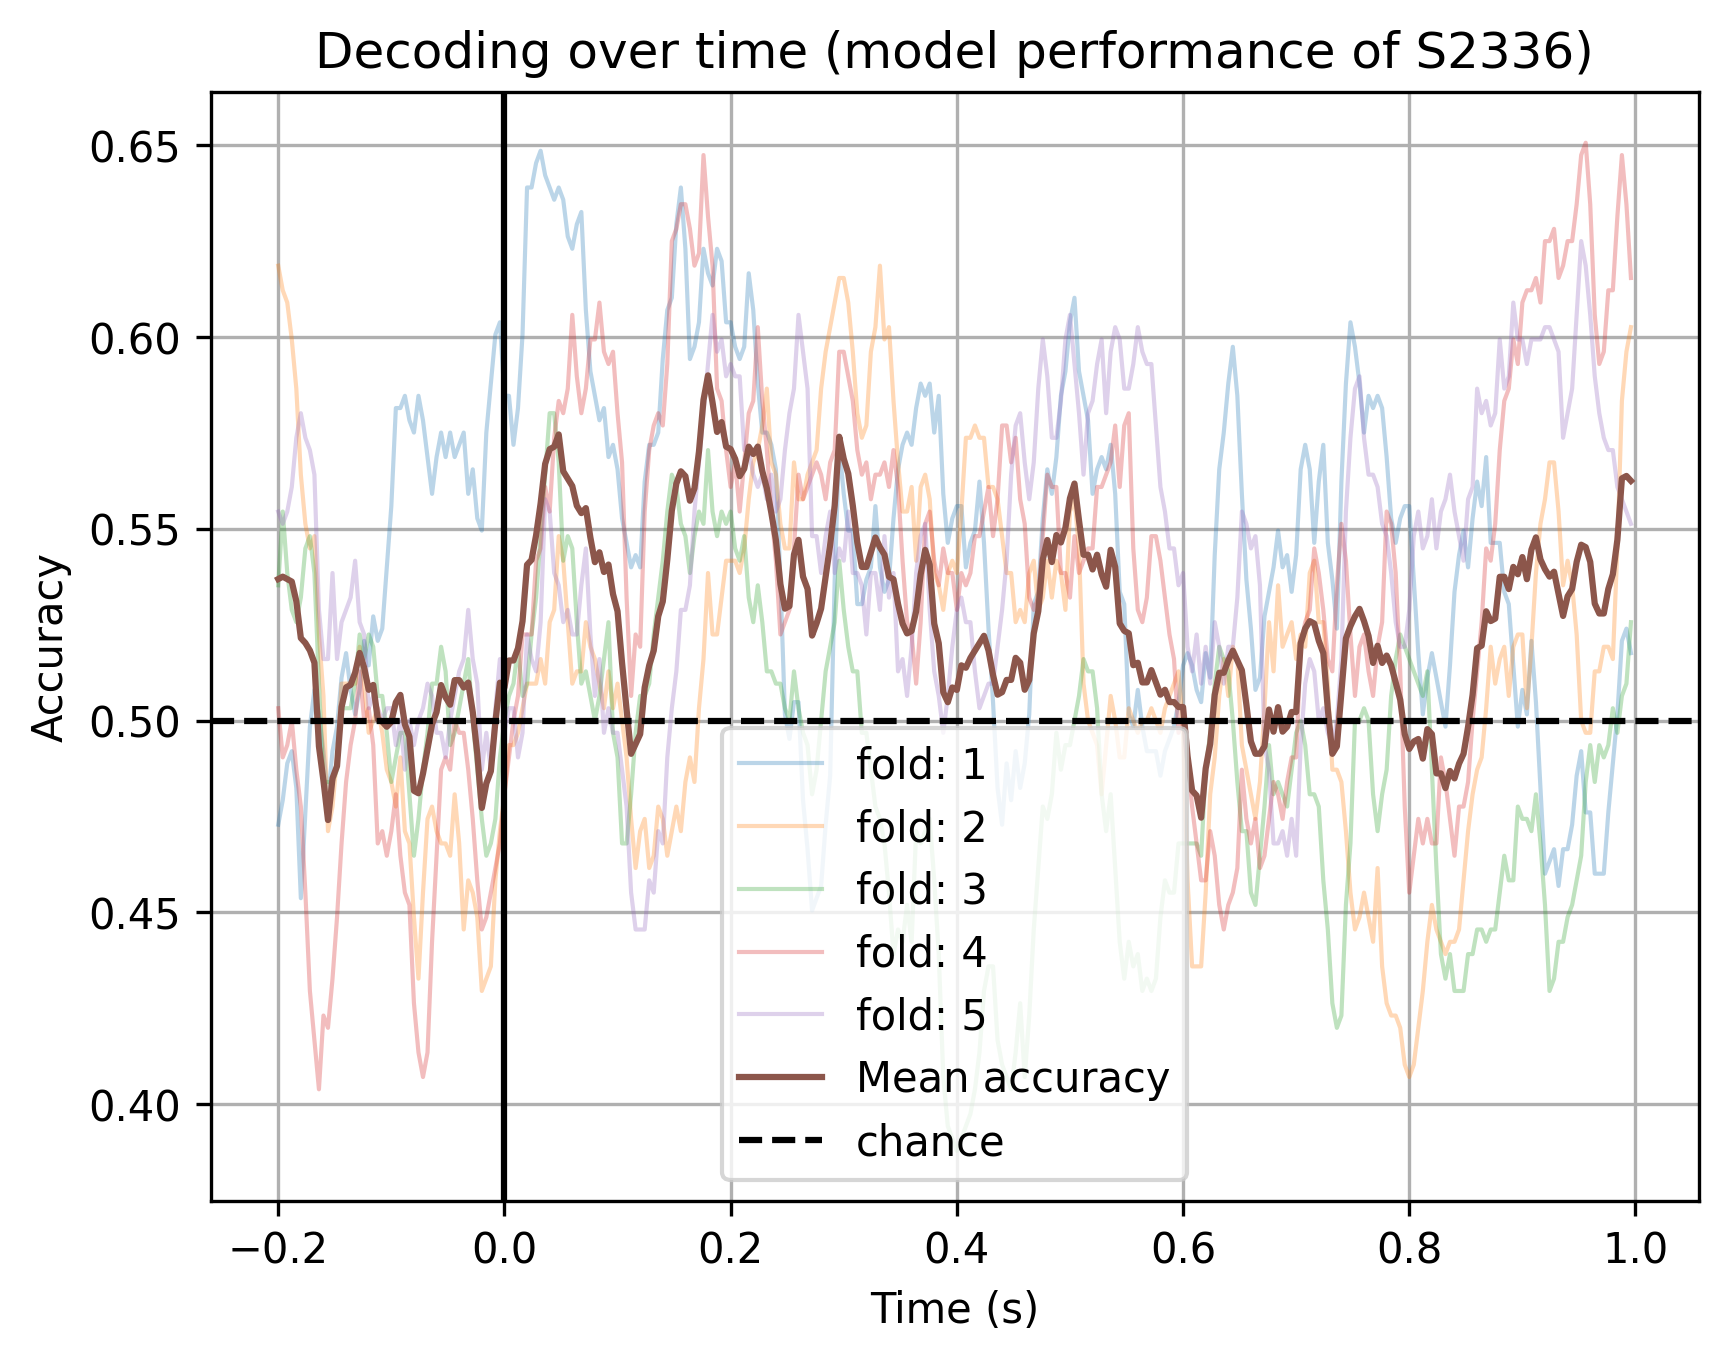 Decoding over time (model performance of S2336)
Accuracy
0.65
0.60
0.55
0.50
0.45
0.40
fold: 1
fold: 2
fold: 3
fold: 4
fold: 5
Mean accuracy
chance
−0.2 0.0 0.2 0.4 0.6 0.8 1.0
Time (s)